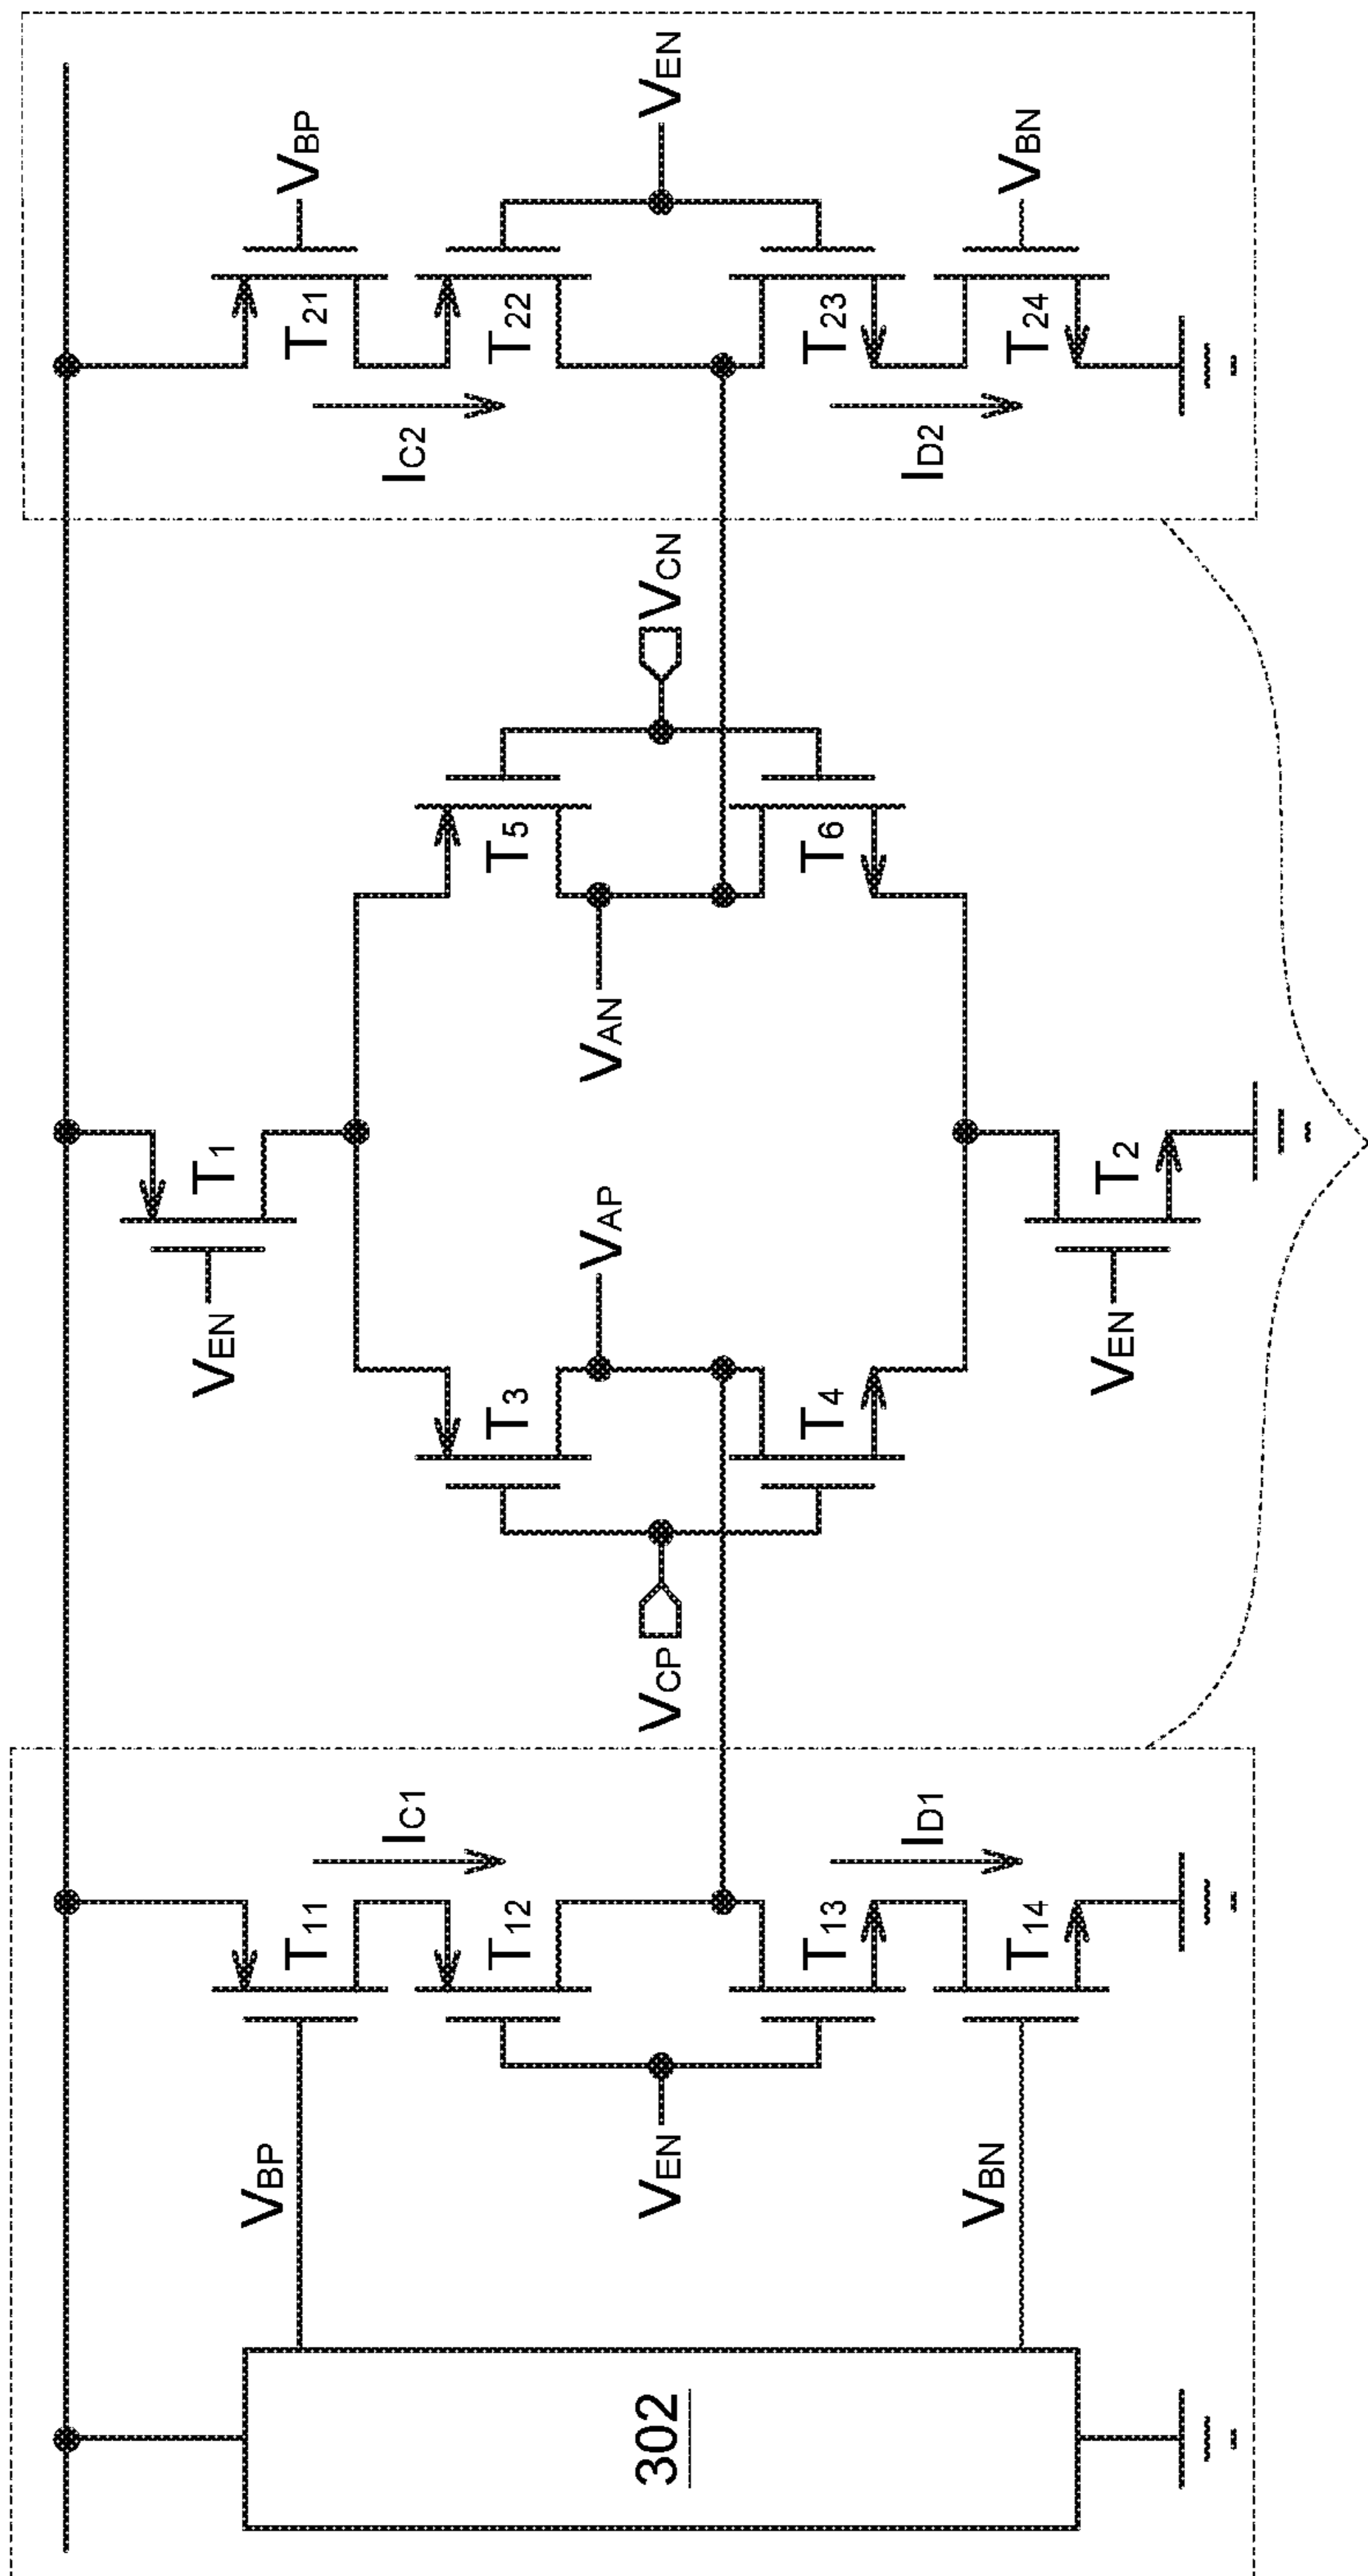 VEN
T1
VBP
T11
T21
VBP
IC1
IC2
T12
T3
T5
T22
VAP
VAN
302
VEN
VCP
VCN
VEN
T13
T4
T6
T23
ID1
ID2
VBN
T14
T24
VBN
VEN
T2